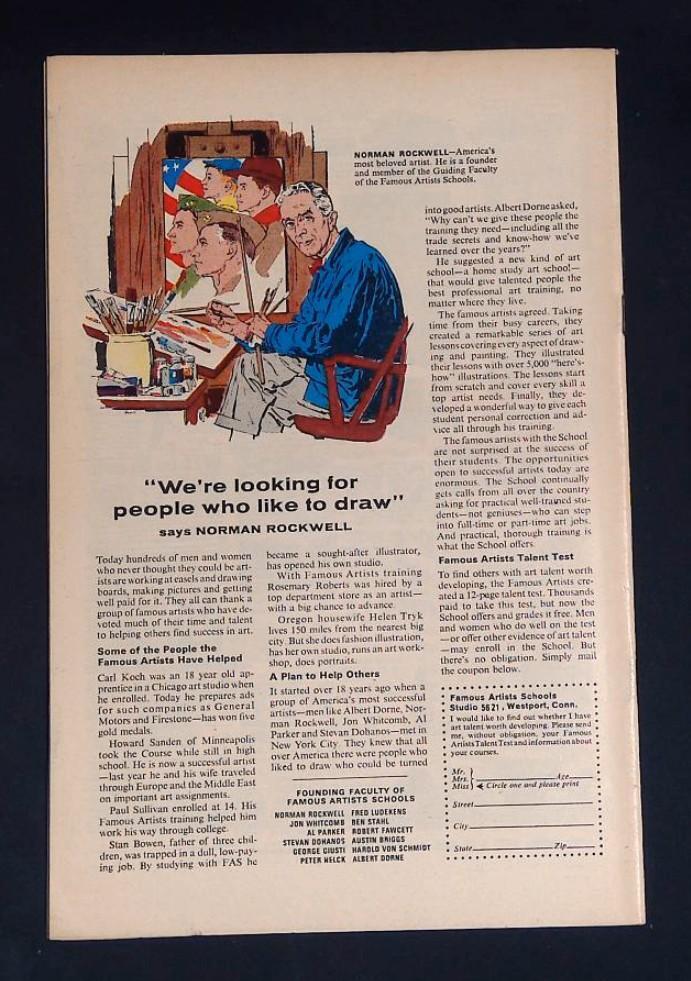 NORMAN ROCKWELL—America's
most beloved artist. He is a founder
and member of the Guiding Faculty
of the Famous Artists Schools.
"We're looking for
people who like to draw"
says NORMAN ROCKWELL
Today hundreds of men and women
who never thought they could be art-
ists are working at easels and drawing
boards, making pictures and getting
well paid for it. They all can thank a
group of famous artists who have de-
voted much of their time and talent
to helping others find success in art.
Some of the People the
Famous Artists Have Helped
Carl Koch was an 18 year old ap-
prentice in a Chicago art studio when
he enrolled. Today he prepares ads
for such companies as General
Motors and Firestone—has won five
gold medals.
Howard Sanden of Minneapolis
took the Course while still in high
school. He is now a successful artist
—last year he and his wife traveled
through Europe and the Middle East
on important art assignments.
Paul Sullivan enrolled at 14. His
Famous Artists training helped him
work his way through college.
Stan Bowen, father of three chil-
dren, was trapped in a dull, low-pay-
ing job. By studying with FAS he
became a sought-after illustrator,
has opened his own studio.
With Famous Artists training
Rosemary Roberts was hired by a
top department store as an artist—
with a big chance to advance.
Oregon housewife Helen Tryk
lives 150 miles from the nearest big
city. But she does fashion illustration,
has her own studio, runs an art work-
shop, does portraits.
A Plan to Help Others
It started over 18 years ago when a
group of America's most successful
artists—men like Albert Dorne, Nor-
man Rockwell, Jon Whitcomb, Al
Parker and Stevan Dohanos—met in
New York City. They knew that all
over America there were people who
liked to draw who could be turned
into good artists. Albert Dorne asked,
"Why can't we give these people the
training they need—including all the
trade secrets and know-how we've
learned over the years?"
He suggested a new kind of art
school—a home study art school—
that would give talented people the
best professional art training, no
matter where they live.
The famous artists agreed. Taking
time from their busy careers, they
created a remarkable series of art
lessons covering every aspect of draw-
ing and painting. They illustrated
their lessons with over 5,000 "here's-
how" illustrations. The lessons start
from scratch and cover every skill a
top artist needs. Finally, they de-
veloped a wonderful way to give each
student personal correction and ad-
vice all through his training.
The famous artists with the School
are not surprised at the success of
their students. The opportunities
open to successful artists today are
enormous. The School continually
gets calls from all over the country
asking for practical well-trained stu-
dents—not geniuses—who can step
into full-time or part-time art jobs.
And practical, thorough training is
what the School offers.
Famous Artists Talent Test
To find others with art talent worth
developing, the Famous Artists cre-
ated a 12-page talent test. Thousands
paid to take this test, but now the
School offers and grades it free. Men
and women who do well on the test
—or offer other evidence of art talent
—may enroll in the School. But
there's no obligation. Simply mail
the coupon below.
FOUNDING FACULTY OF
FAMOUS ARTISTS SCHOOLS
NORMAN ROCKWELL FRED LUDEKENS
JON WHITCOMB BEN STAHL
AL PARKER ROBERT FAWCETT
STEVAN DOHANOS AUSTIN BRIGGS
GEORGE GIUSTI HAROLD VON SCHMIDT
PETER HELCK ALBERT DORNE
Famous Artists Schools
Studio 5621, Westport, Conn.
I would like to find out whether I have
art talent worth developing. Please send
me, without obligation, your Famous
Artists Talent Test and information about
your courses.
Mr.
Mrs. Age
Miss Circle one and please print
Street
City
State Zip